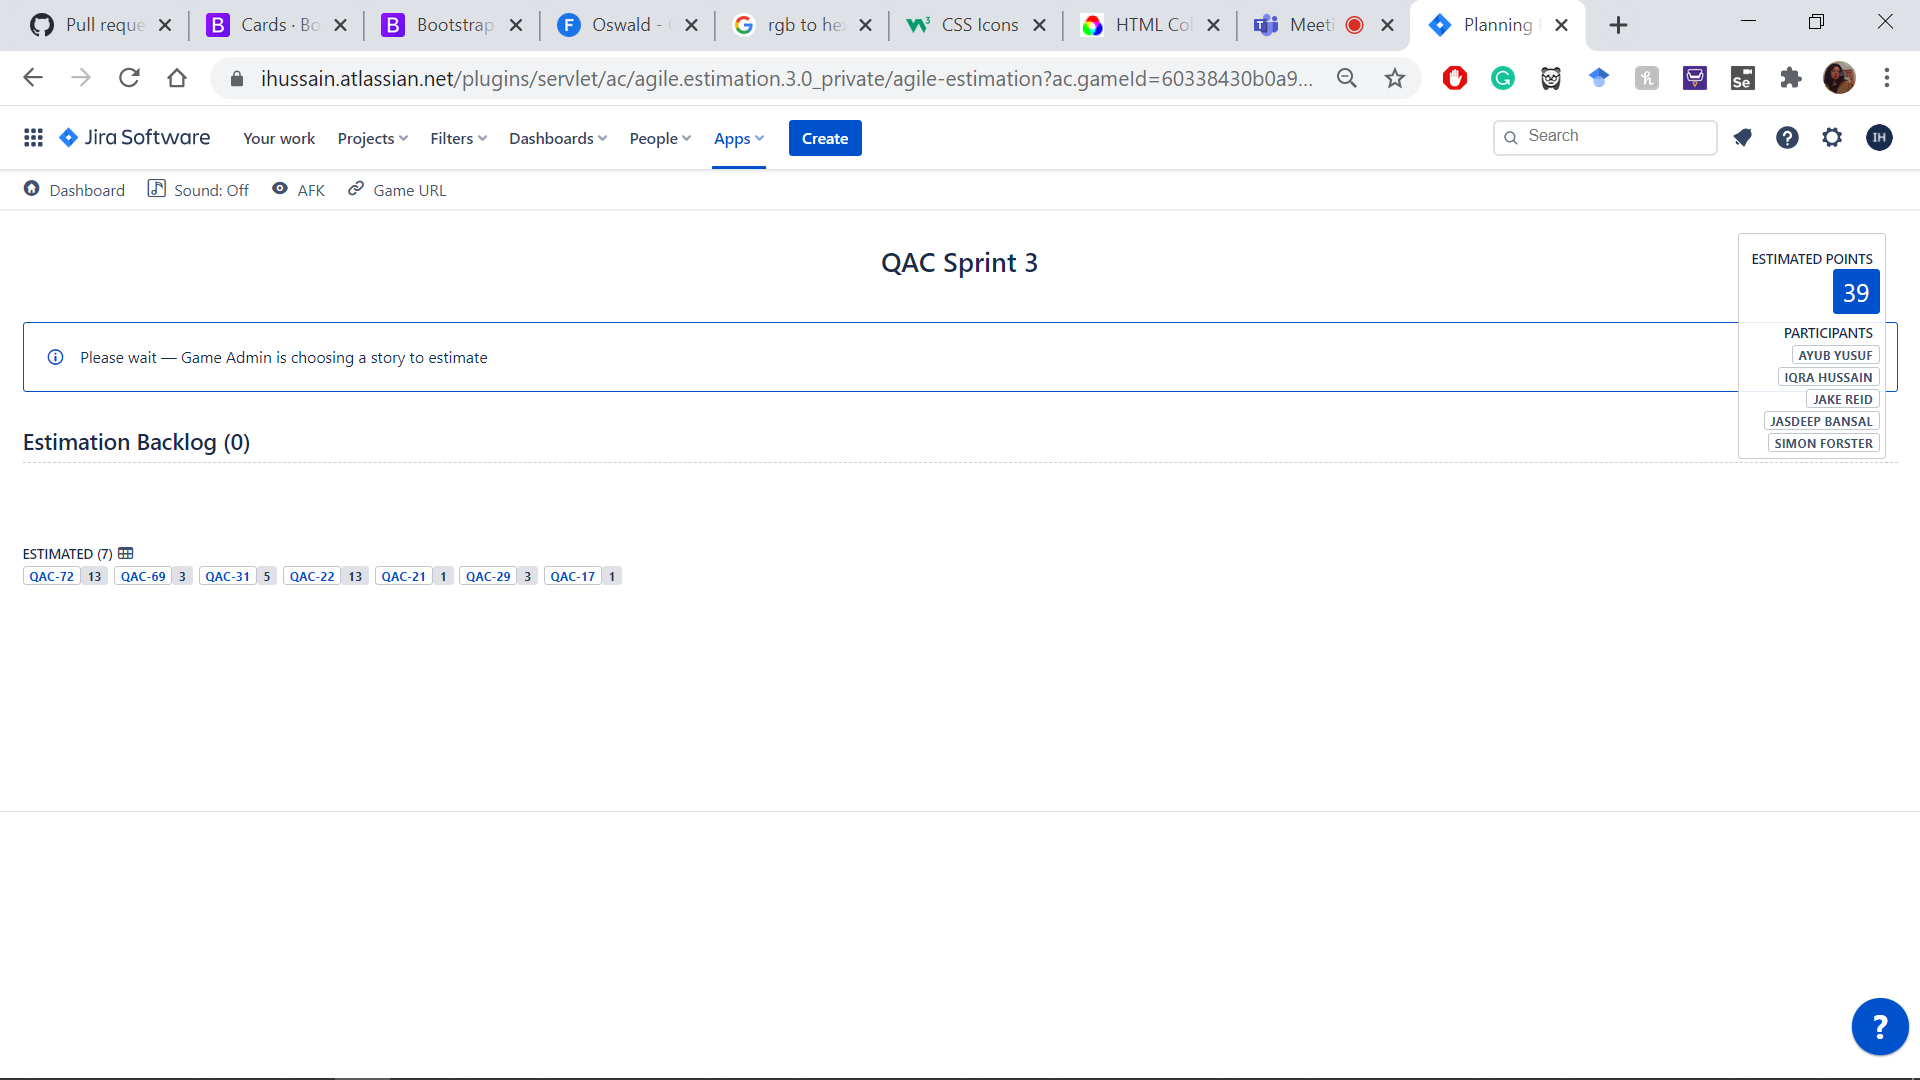 Pull reque
Cards · Bo
Bootstrap
Oswald -
rgb to he
CSS Icons
HTML Col
Meeti
Planning
ihussain.atlassian.net/plugins/servlet/ac/agile.estimation.3.0_private/agile-estimation?ac.gameId=60338430b0a9...
Jira Software
Your work
Projects
Filters
Dashboards
People
Apps
Create
Search
IH
Dashboard
Sound: Off
AFK
Game URL
QAC Sprint 3
ESTIMATED POINTS
39
PARTICIPANTS
AYUB YUSUF
IQRA HUSSAIN
JAKE REID
JASDEEP BANSAL
SIMON FORSTER
Please wait — Game Admin is choosing a story to estimate
Estimation Backlog (0)
ESTIMATED (7)
QAC-72 13 QAC-69 3 QAC-31 5 QAC-22 13 QAC-21 1 QAC-29 3 QAC-17 1
?